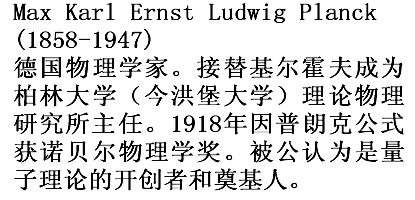 Max Karl Ernst Ludwig Planck
(1858-1947)
德国物理学家。接替基尔霍夫成为
柏林大学（今洪堡大学）理论物理
研究所主任。1918年因普朗克公式
获诺贝尔物理学奖。被公认为是量
子理论的开创者和奠基人。